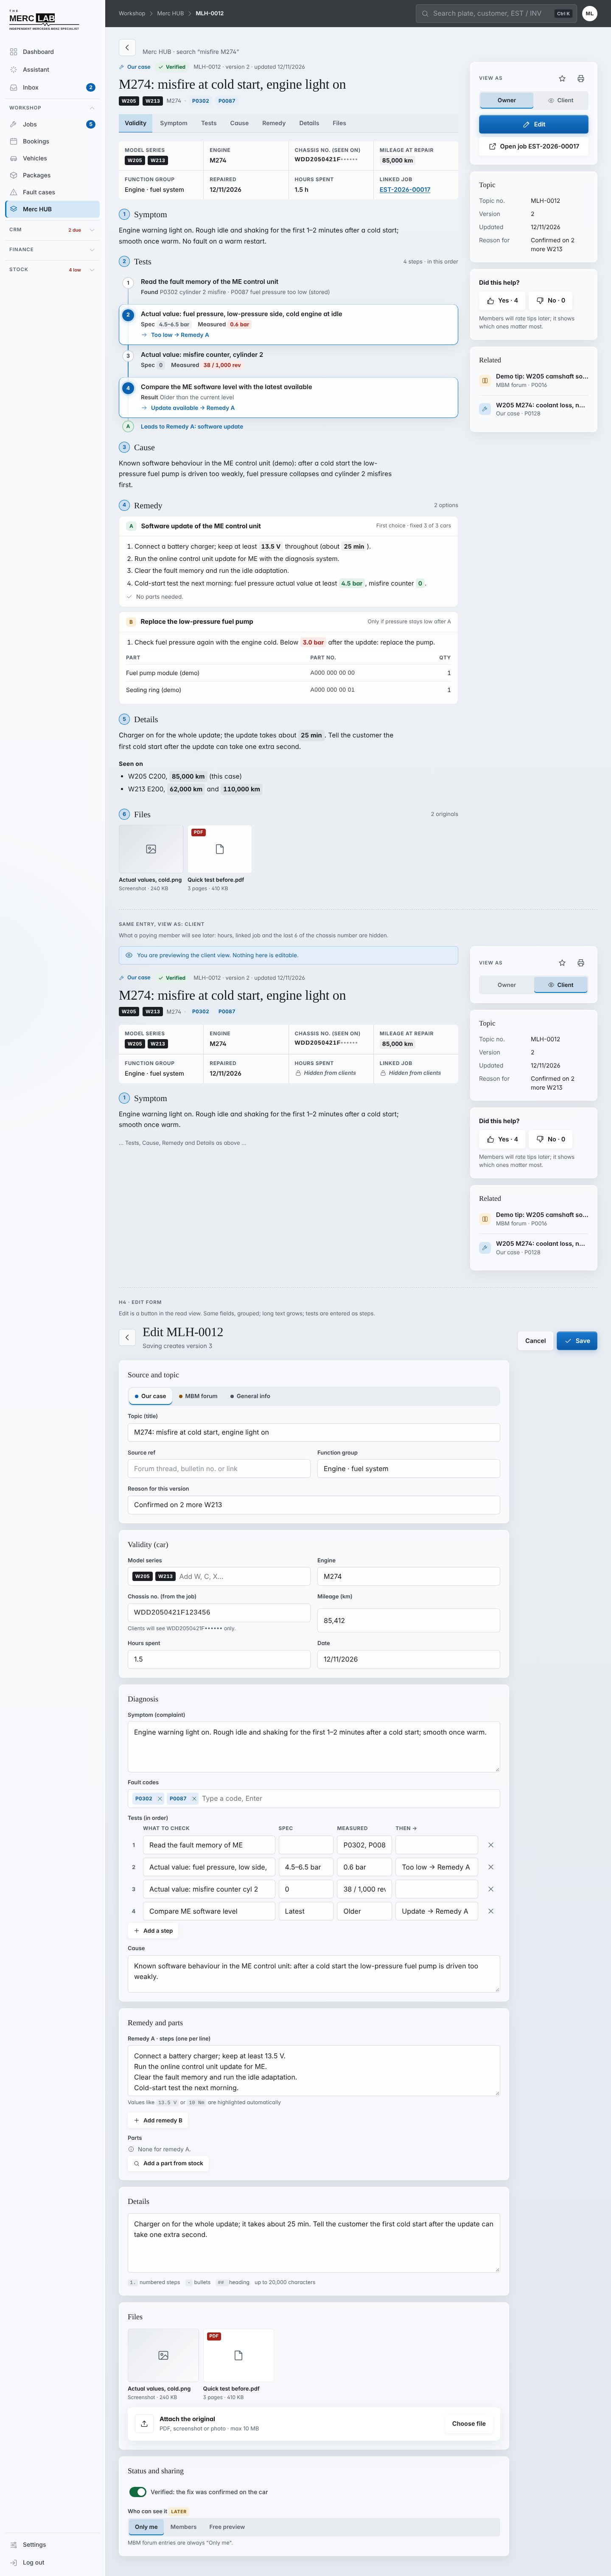 THE
MERC LAB
INDEPENDENT MERCEDES-BENZ SPECIALIST
Dashboard
Assistant
Inbox 2
WORKSHOP
Jobs 5
Bookings
Vehicles
Packages
Fault cases
Merc HUB
CRM 2 due
FINANCE
STOCK 4 low
Settings
Log out
Workshop > Merc HUB > MLH-0012
Search plate, customer, EST / INV Ctrl K
ML
Merc HUB · search "misfire M274"
Our case Verified MLH-0012 · version 2 · updated 12/11/2026
M274: misfire at cold start, engine light on
W205 W213 M274 · P0302 P0087
Validity Symptom Tests Cause Remedy Details Files
MODEL SERIES
W205 W213
ENGINE
M274
CHASSIS NO. (SEEN ON)
WDD2050421F••••••
MILEAGE AT REPAIR
85,000 km
FUNCTION GROUP
Engine · fuel system
REPAIRED
12/11/2026
HOURS SPENT
1.5 h
LINKED JOB
EST-2026-00017
1 Symptom
Engine warning light on. Rough idle and shaking for the first 1–2 minutes after a cold start;
smooth once warm. No fault on a warm restart.
2 Tests 4 steps · in this order
1 Read the fault memory of the ME control unit
Found P0302 cylinder 2 misfire · P0087 fuel pressure too low (stored)
2 Actual value: fuel pressure, low-pressure side, cold engine at idle
Spec 4.5–6.5 bar Measured 0.6 bar
→ Too low → Remedy A
3 Actual value: misfire counter, cylinder 2
Spec 0 Measured 38 / 1,000 rev
4 Compare the ME software level with the latest available
Result Older than the current level
→ Update available → Remedy A
A Leads to Remedy A: software update
3 Cause
Known software behaviour in the ME control unit (demo): after a cold start the low-
pressure fuel pump is driven too weakly, fuel pressure collapses and cylinder 2 misfires
first.
4 Remedy 2 options
A Software update of the ME control unit First choice · fixed 3 of 3 cars
1. Connect a battery charger; keep at least 13.5 V throughout (about 25 min ).
2. Run the online control unit update for ME with the diagnosis system.
3. Clear the fault memory and run the idle adaptation.
4. Cold-start test the next morning: fuel pressure actual value at least 4.5 bar , misfire counter 0 .
No parts needed.
B Replace the low-pressure fuel pump Only if pressure stays low after A
1. Check fuel pressure again with the engine cold. Below 3.0 bar after the update: replace the pump.
PART PART NO. QTY
Fuel pump module (demo) A000 000 00 00 1
Sealing ring (demo) A000 000 00 01 1
5 Details
Charger on for the whole update; the update takes about 25 min . Tell the customer the
first cold start after the update can take one extra second.
Seen on
• W205 C200, 85,000 km (this case)
• W213 E200, 62,000 km and 110,000 km
6 Files 2 originals
PDF
Actual values, cold.png
Screenshot · 240 KB
Quick test before.pdf
3 pages · 410 KB
VIEW AS
Owner Client
Edit
Open job EST-2026-00017
Topic
Topic no. MLH-0012
Version 2
Updated 12/11/2026
Reason for Confirmed on 2
more W213
Did this help?
Yes · 4 No · 0
Members will rate tips later; it shows
which ones matter most.
Related
Demo tip: W205 camshaft so...
MBM forum · P0016
W205 M274: coolant loss, n...
Our case · P0128
SAME ENTRY, VIEW AS: CLIENT
What a paying member will see later: hours, linked job and the last 6 of the chassis number are hidden.
You are previewing the client view. Nothing here is editable.
Our case Verified MLH-0012 · version 2 · updated 12/11/2026
M274: misfire at cold start, engine light on
W205 W213 M274 · P0302 P0087
MODEL SERIES
W205 W213
ENGINE
M274
CHASSIS NO. (SEEN ON)
WDD2050421F••••••
MILEAGE AT REPAIR
85,000 km
FUNCTION GROUP
Engine · fuel system
REPAIRED
12/11/2026
HOURS SPENT
Hidden from clients
LINKED JOB
Hidden from clients
1 Symptom
Engine warning light on. Rough idle and shaking for the first 1–2 minutes after a cold start;
smooth once warm.
... Tests, Cause, Remedy and Details as above ...
VIEW AS
Owner Client
Topic
Topic no. MLH-0012
Version 2
Updated 12/11/2026
Reason for Confirmed on 2
more W213
Did this help?
Yes · 4 No · 0
Members will rate tips later; it shows
which ones matter most.
Related
Demo tip: W205 camshaft so...
MBM forum · P0016
W205 M274: coolant loss, n...
Our case · P0128
H4 · EDIT FORM
Edit is a button in the read view. Same fields, grouped; long text grows; tests are entered as steps.
Edit MLH-0012
Saving creates version 3
Cancel Save
Source and topic
Our case MBM forum General info
Topic (title)
M274: misfire at cold start, engine light on
Source ref
Forum thread, bulletin no. or link
Function group
Engine · fuel system
Reason for this version
Confirmed on 2 more W213
Validity (car)
Model series
W205 W213 Add W, C, X...
Engine
M274
Chassis no. (from the job)
WDD2050421F123456
Clients will see WDD2050421F•••••• only.
Mileage (km)
85,412
Hours spent
1.5
Date
12/11/2026
Diagnosis
Symptom (complaint)
Engine warning light on. Rough idle and shaking for the first 1–2 minutes after a cold start; smooth once warm.
Fault codes
P0302 × P0087 × Type a code, Enter
Tests (in order)
WHAT TO CHECK SPEC MEASURED THEN →
1 Read the fault memory of ME P0302, P008
2 Actual value: fuel pressure, low side, 4.5–6.5 bar 0.6 bar Too low → Remedy A
3 Actual value: misfire counter cyl 2 0 38 / 1,000 rev
4 Compare ME software level Latest Older Update → Remedy A
+ Add a step
Cause
Known software behaviour in the ME control unit: after a cold start the low-pressure fuel pump is driven too
weakly.
Remedy and parts
Remedy A · steps (one per line)
Connect a battery charger; keep at least 13.5 V.
Run the online control unit update for ME.
Clear the fault memory and run the idle adaptation.
Cold-start test the next morning.
Values like 13.5 V or 10 Nm are highlighted automatically
+ Add remedy B
Parts
None for remedy A.
Add a part from stock
Details
Charger on for the whole update; it takes about 25 min. Tell the customer the first cold start after the update can
take one extra second.
1. numbered steps - bullets ## heading up to 20,000 characters
Files
PDF
Actual values, cold.png
Screenshot · 240 KB
Quick test before.pdf
3 pages · 410 KB
Attach the original
PDF, screenshot or photo · max 10 MB
Choose file
Status and sharing
Verified: the fix was confirmed on the car
Who can see it LATER
Only me Members Free preview
MBM forum entries are always "Only me".